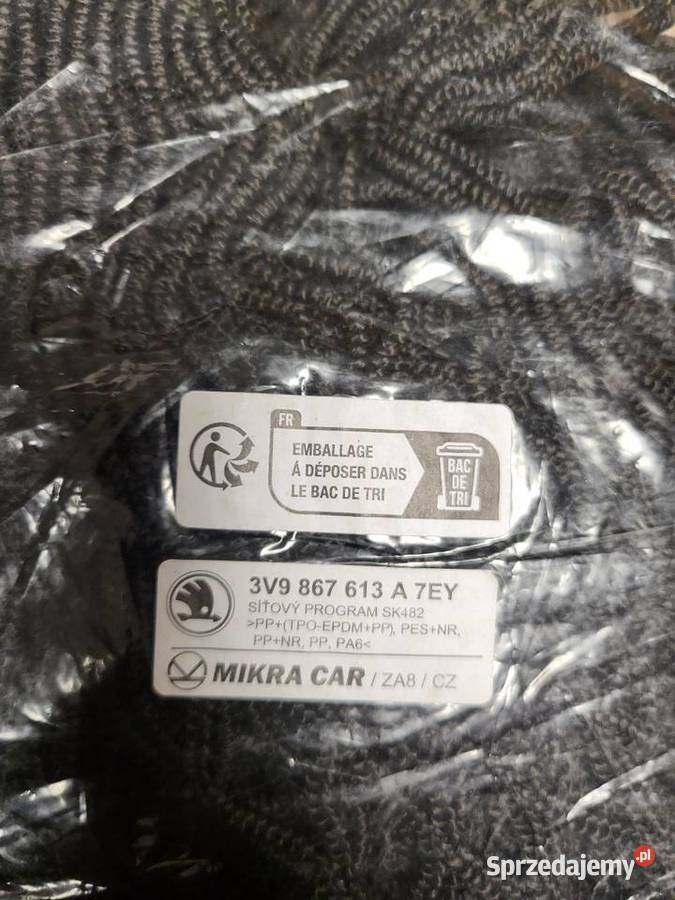 FR
EMBALLAGE
Á DÉPOSER DANS
LE BAC DE TRI
BAC
DE
TRI
3V9 867 613 A 7EY
SÍŤOVÝ PROGRAM SK482
>PP+(TPO-EPDM+PP), PES+NR,
PP+NR, PP, PA6<
MIKRA CAR / ZA8 / CZ
Sprzedajemy.pl